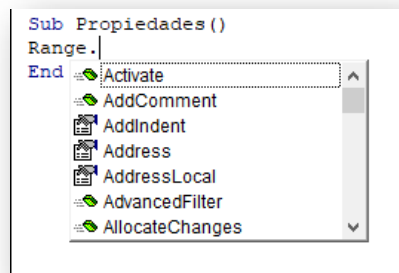 Sub Propiedades()
Range.
End
Activate
AddComment
AddIndent
Address
AddressLocal
AdvancedFilter
AllocateChanges